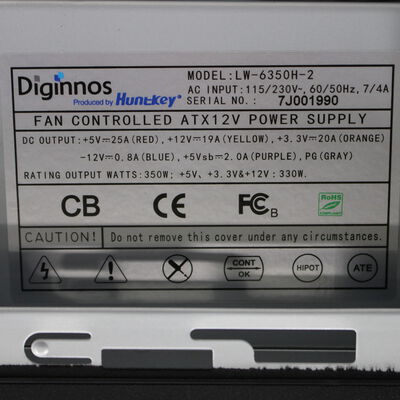 Diginnos
Produced by Huntkey
MODEL:LW-6350H-2
AC INPUT:115/230V~,60/50Hz,7/4A
SERIAL NO.: 7J001990
FAN CONTROLLED ATX12V POWER SUPPLY
DC OUTPUT:+5V⎓25A(RED),+12V⎓19A(YELLOW),+3.3V⎓20A(ORANGE)
-12V⎓0.8A(BLUE),+5Vsb⎓2.0A(PURPLE),PG(GRAY)
RATING OUTPUT WATTS:350W;+5V、+3.3V&+12V:330W.
CB CE FCC B RoHS
CAUTION! Do not remove this cover under any circumstances.
CONT
OK
HIPOT
ATE